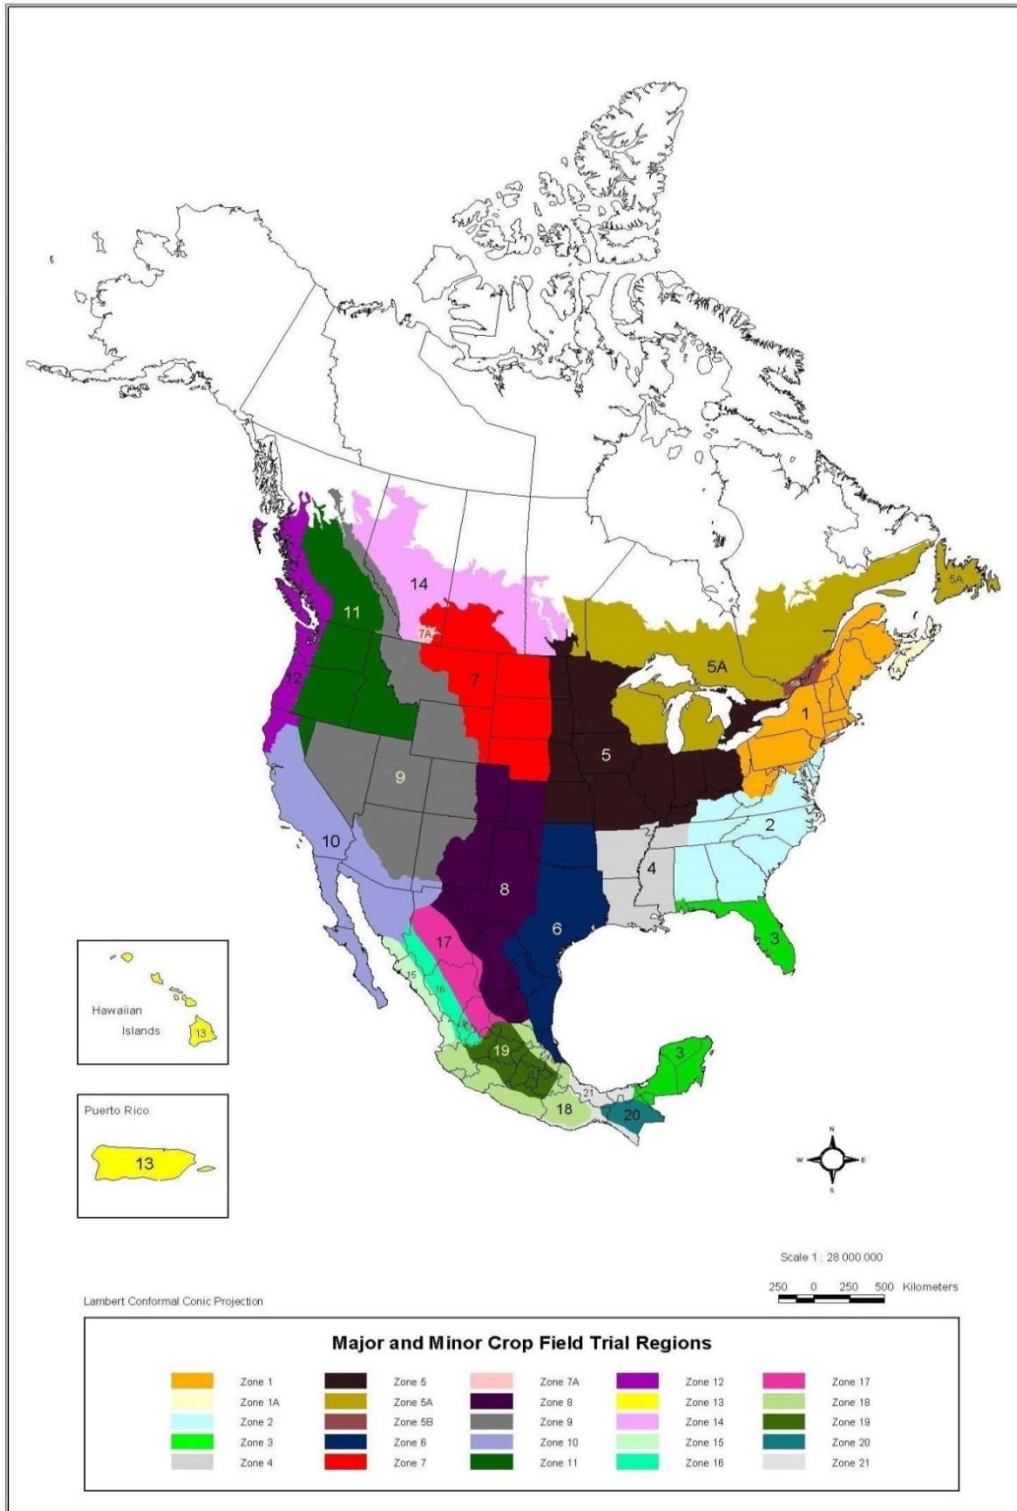 14
11
7A
5A
5A
5B
1A
12
7
1
5
9
2
10
4
8
6
3
17
15
16
Hawaiian
Islands
13
19
3
21
18
20
Puerto Rico
13
N
W E
S
Scale 1 : 28 000 000
250 0 250 500 Kilometers
Lambert Conformal Conic Projection
Major and Minor Crop Field Trial Regions
Zone 1 Zone 5 Zone 7A Zone 12 Zone 17
Zone 1A Zone 5A Zone 8 Zone 13 Zone 18
Zone 2 Zone 5B Zone 9 Zone 14 Zone 19
Zone 3 Zone 6 Zone 10 Zone 15 Zone 20
Zone 4 Zone 7 Zone 11 Zone 16 Zone 21